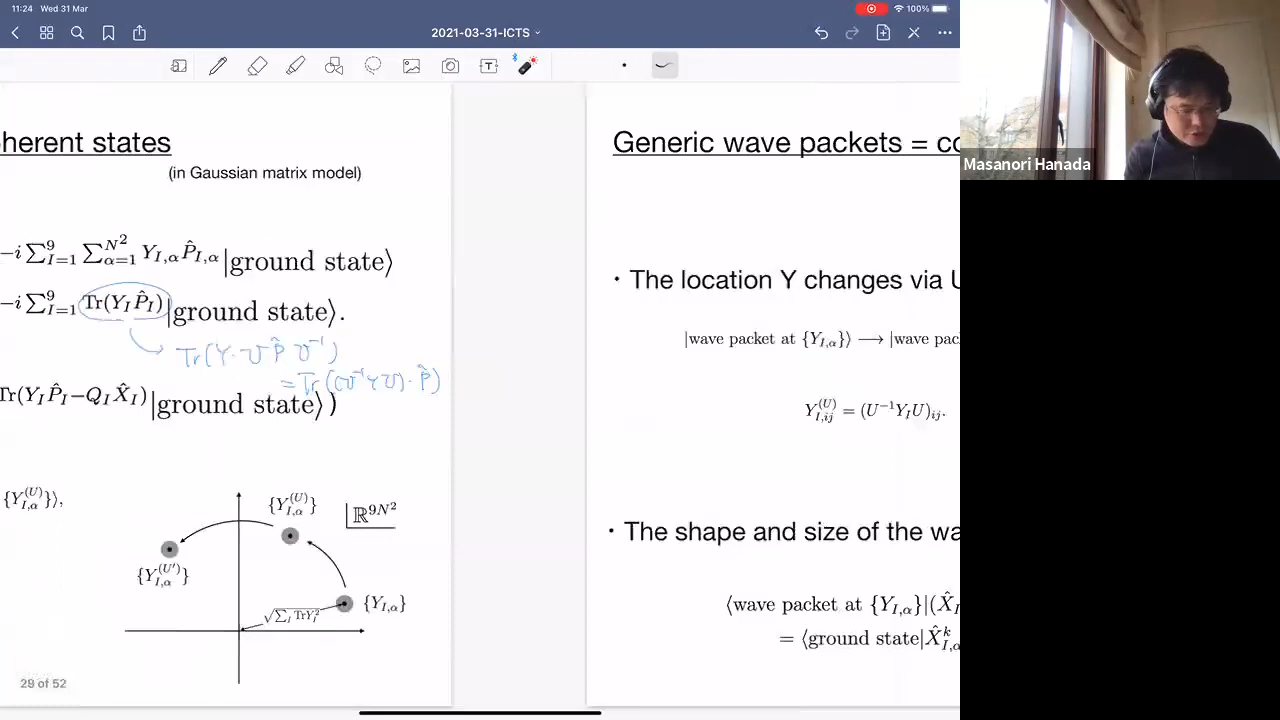 11:24 Wed 31 Mar
100%
2021-03-31-ICTS
herent states
(in Gaussian matrix model)
−i ∑_{I=1}^{9} ∑_{α=1}^{N^2} Y_{I,α} P̂_{I,α} |ground state⟩
−i ∑_{I=1}^{9} Tr(Y_I P̂_I) |ground state⟩.
Tr(Y · U P̂ U^{-1})
= Tr((U^{-1} Y U) · P̂)
Tr(Y_I P̂_I − Q_I X̂_I) |ground state⟩)
{Y_{I,α}^{(U)}}⟩,
{Y_{I,α}^{(U)}}
ℝ^{9N^2}
{Y_{I,α}^{(U')}}
{Y_{I,α}}
√(∑_I TrY_I^2)
29 of 52
Generic wave packets = co
· The location Y changes via U
|wave packet at {Y_{I,α}}⟩ ⟶ |wave pac
Y_{I,ij}^{(U)} = (U^{-1} Y_I U)_{ij}.
· The shape and size of the wa
⟨wave packet at {Y_{I,α}}|(X̂_I
= ⟨ground state|X̂_{I,α}^k
Masanori Hanada